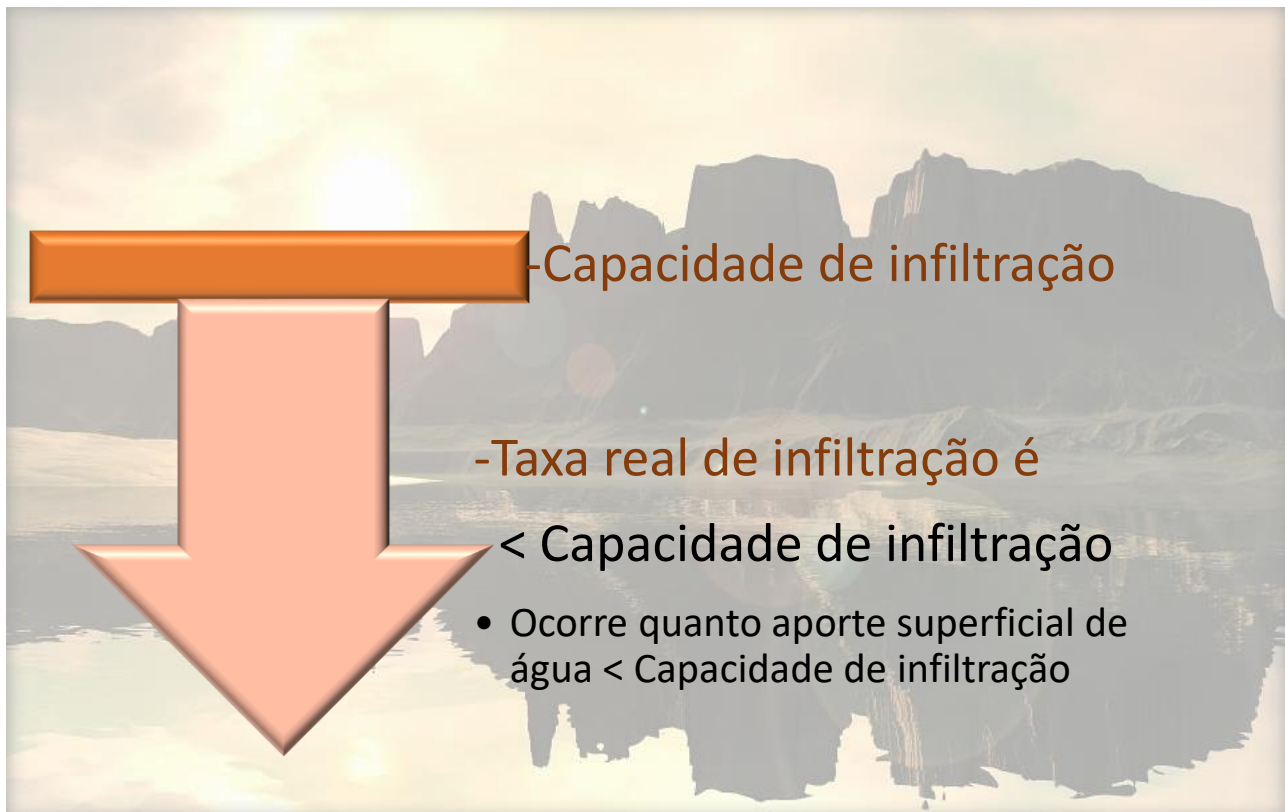 -Capacidade de infiltração
-Taxa real de infiltração é
< Capacidade de infiltração
• Ocorre quanto aporte superficial de
água < Capacidade de infiltração